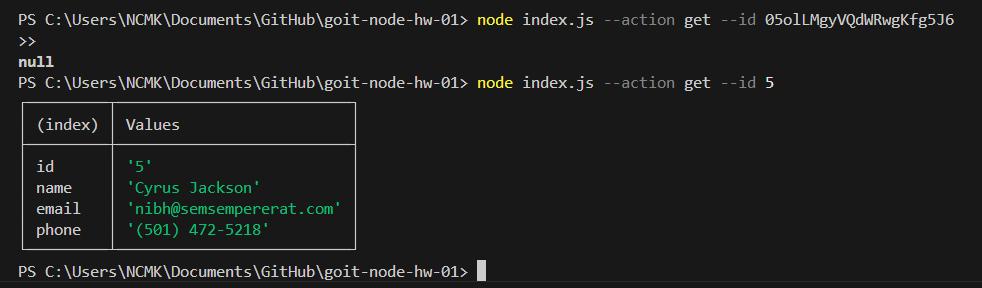 PS C:\Users\NCMK\Documents\GitHub\goit-node-hw-01> node index.js --action get --id 05olLMgyVQdWRwgKfg5J6
>>
null
PS C:\Users\NCMK\Documents\GitHub\goit-node-hw-01> node index.js --action get --id 5
(index) Values
id '5'
name 'Cyrus Jackson'
email 'nibh@semsempererat.com'
phone '(501) 472-5218'
PS C:\Users\NCMK\Documents\GitHub\goit-node-hw-01>